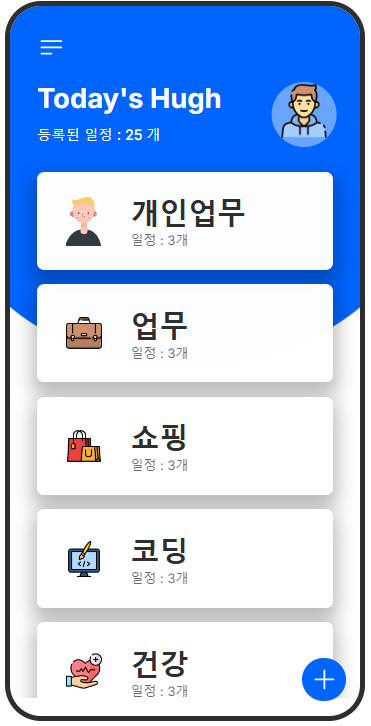 Today's Hugh
등록된 일정 : 25 개
개인업무
일정 : 3개
업무
일정 : 3개
쇼핑
일정 : 3개
코딩
일정 : 3개
건강
일정 : 3개